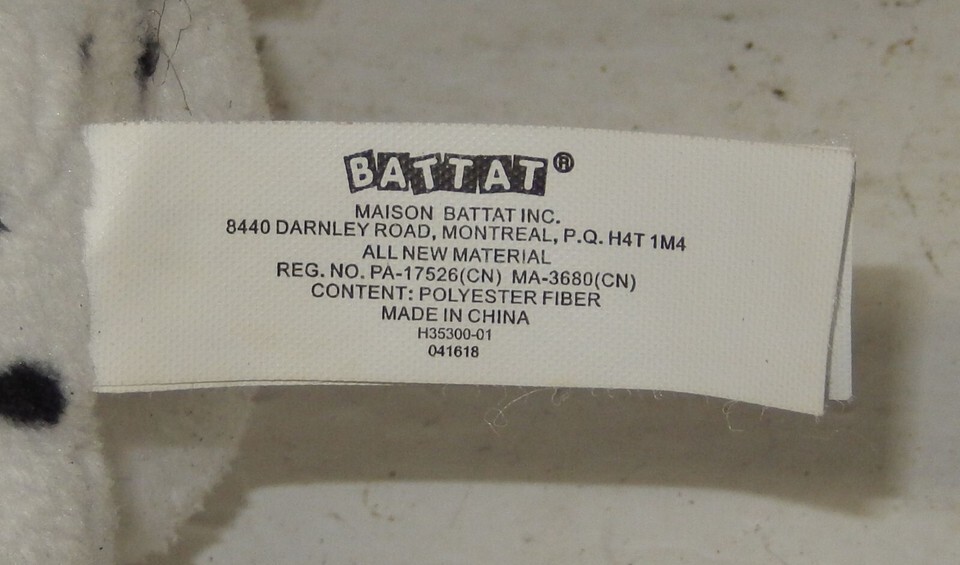 BATTAT®
MAISON BATTAT INC.
8440 DARNLEY ROAD, MONTREAL, P.Q. H4T 1M4
ALL NEW MATERIAL
REG. NO. PA-17526(CN) MA-3680(CN)
CONTENT: POLYESTER FIBER
MADE IN CHINA
H35300-01
041618